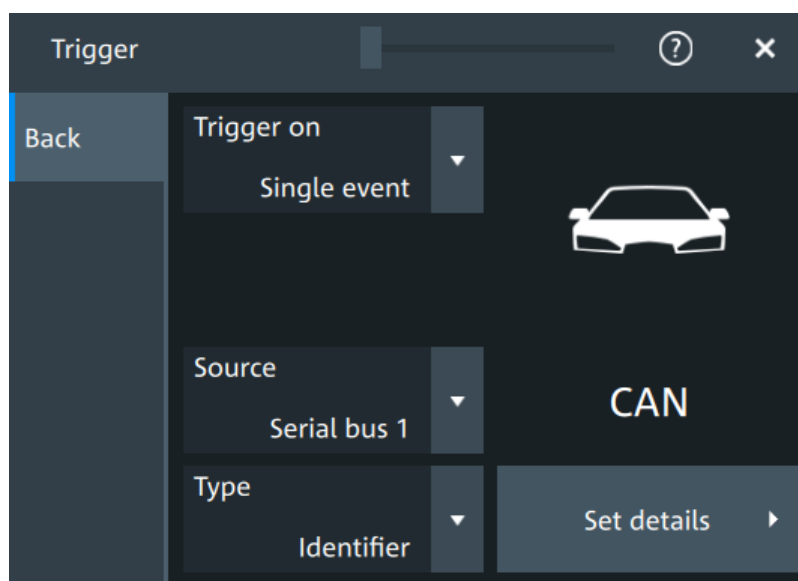 Trigger
?
Back
Trigger on
Single event
Source
Serial bus 1
CAN
Type
Identifier
Set details